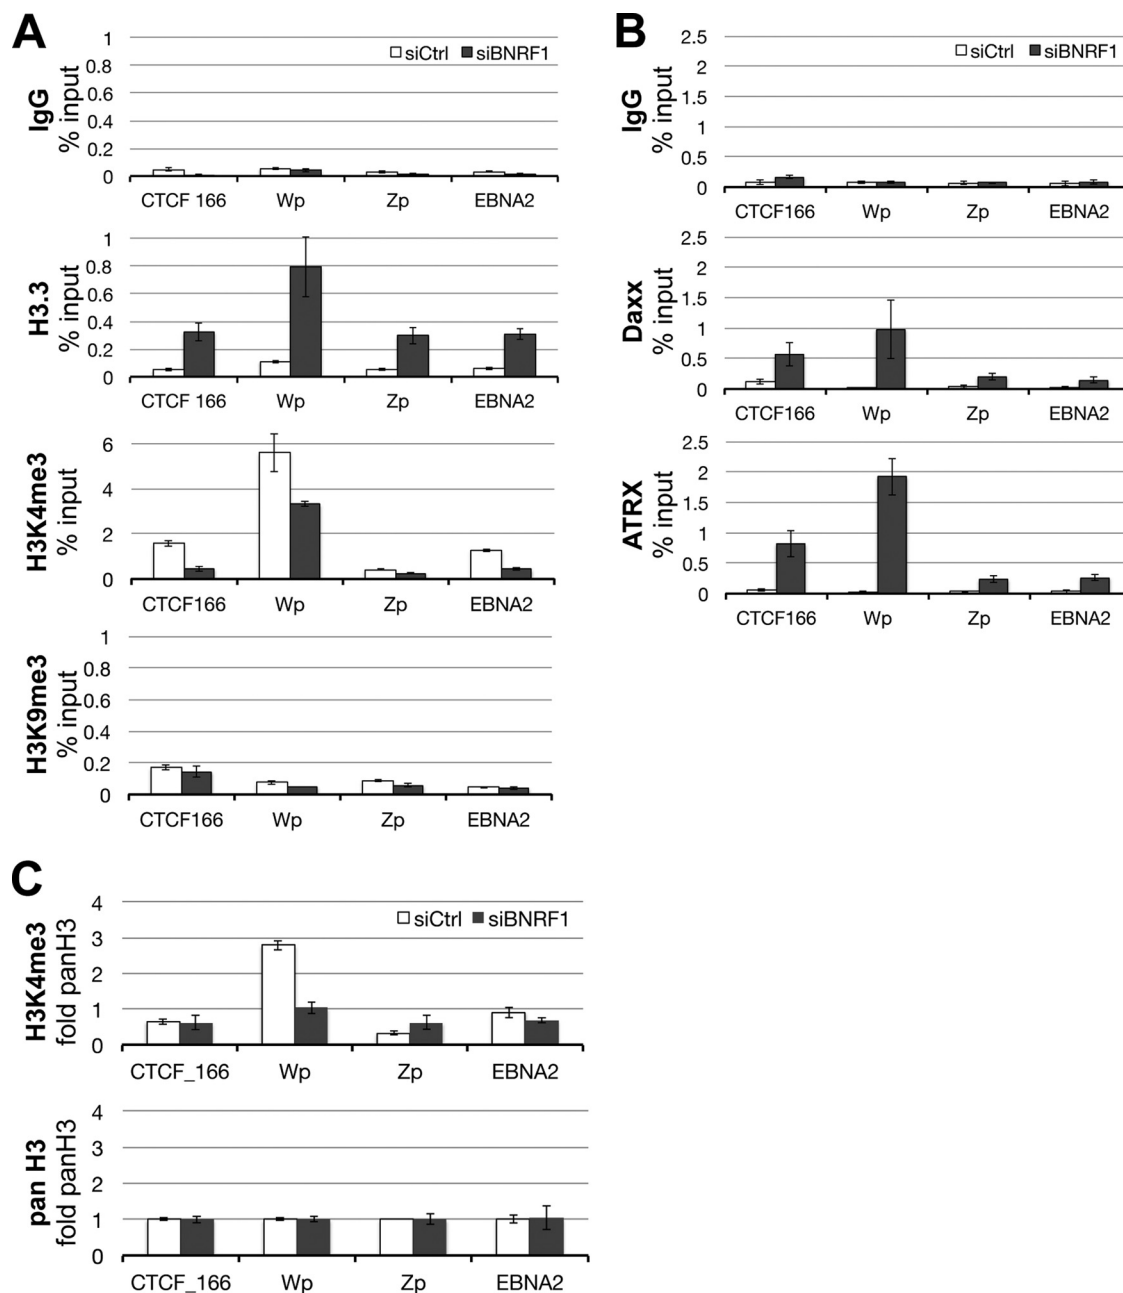 A
IgG
% input
1
0.8
0.6
0.4
0.2
0
siCtrl siBNRF1
CTCF 166 Wp Zp EBNA2
H3.3
% input
1
0.8
0.6
0.4
0.2
0
CTCF 166 Wp Zp EBNA2
H3K4me3
% input
6
4
2
0
CTCF166 Wp Zp EBNA2
H3K9me3
% input
1
0.8
0.6
0.4
0.2
0
CTCF166 Wp Zp EBNA2
B
IgG
% input
2.5
2
1.5
1
0.5
0
siCtrl siBNRF1
CTCF166 Wp Zp EBNA2
Daxx
% input
2.5
2
1.5
1
0.5
0
CTCF166 Wp Zp EBNA2
ATRX
% input
2.5
2
1.5
1
0.5
0
CTCF166 Wp Zp EBNA2
C
H3K4me3
fold panH3
4
3
2
1
0
siCtrl siBNRF1
CTCF_166 Wp Zp EBNA2
pan H3
fold panH3
4
3
2
1
0
CTCF_166 Wp Zp EBNA2